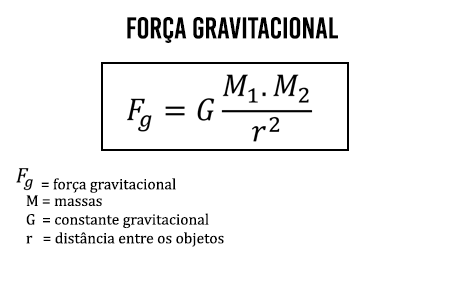 FORÇA GRAVITACIONAL
F_g = G \frac{M_1 . M_2}{r^2}
F_g = força gravitacional
M = massas
G = constante gravitacional
r = distância entre os objetos